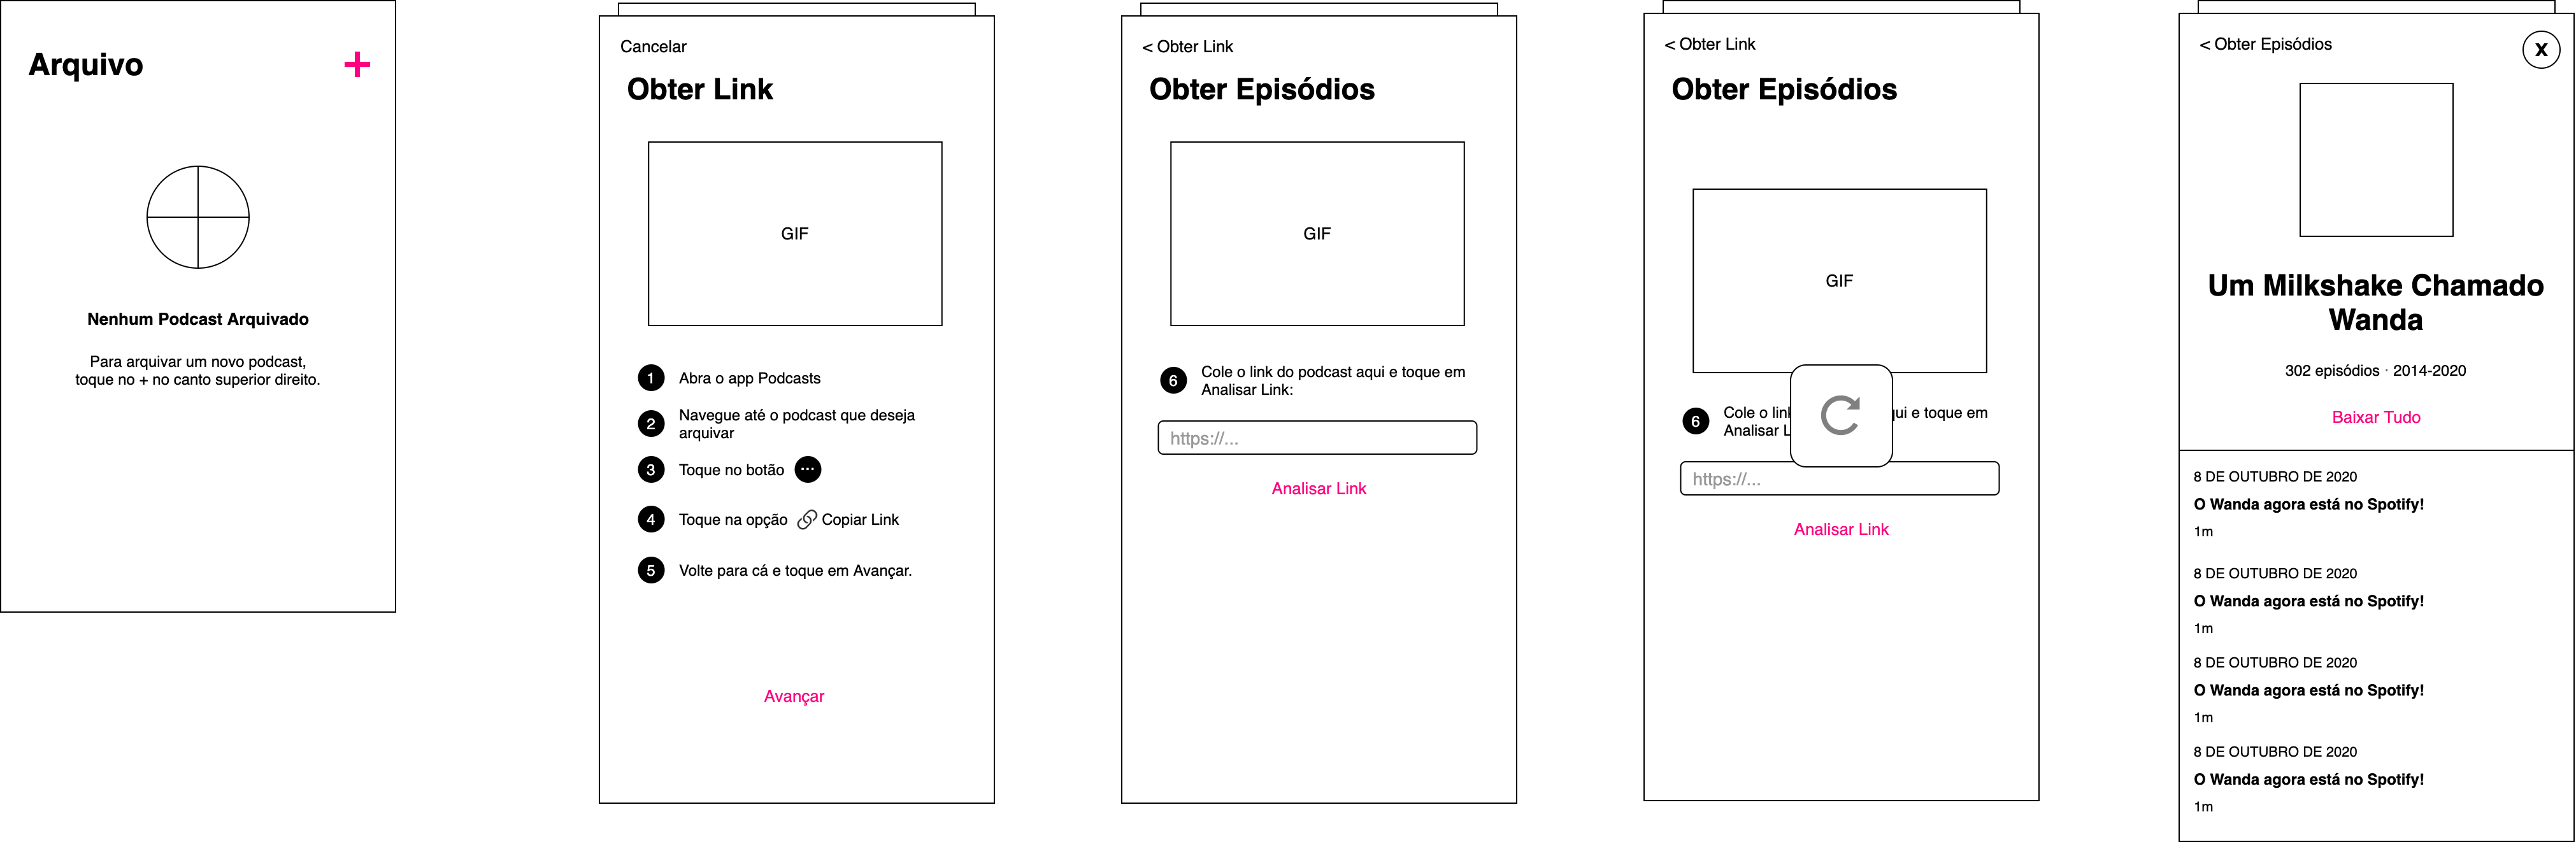 Arquivo
+
Nenhum Podcast Arquivado
Para arquivar um novo podcast,
toque no + no canto superior direito.
Cancelar
Obter Link
GIF
1 Abra o app Podcasts
2 Navegue até o podcast que deseja
arquivar
3 Toque no botão ...
4 Toque na opção Copiar Link
5 Volte para cá e toque em Avançar.
Avançar
< Obter Link
Obter Episódios
GIF
6 Cole o link do podcast aqui e toque em
Analisar Link:
https://...
Analisar Link
< Obter Link
Obter Episódios
GIF
6 Cole o lin qui e toque em
Analisar L
https://...
Analisar Link
< Obter Episódios
X
Um Milkshake Chamado
Wanda
302 episódios · 2014-2020
Baixar Tudo
8 DE OUTUBRO DE 2020
O Wanda agora está no Spotify!
1m
8 DE OUTUBRO DE 2020
O Wanda agora está no Spotify!
1m
8 DE OUTUBRO DE 2020
O Wanda agora está no Spotify!
1m
8 DE OUTUBRO DE 2020
O Wanda agora está no Spotify!
1m